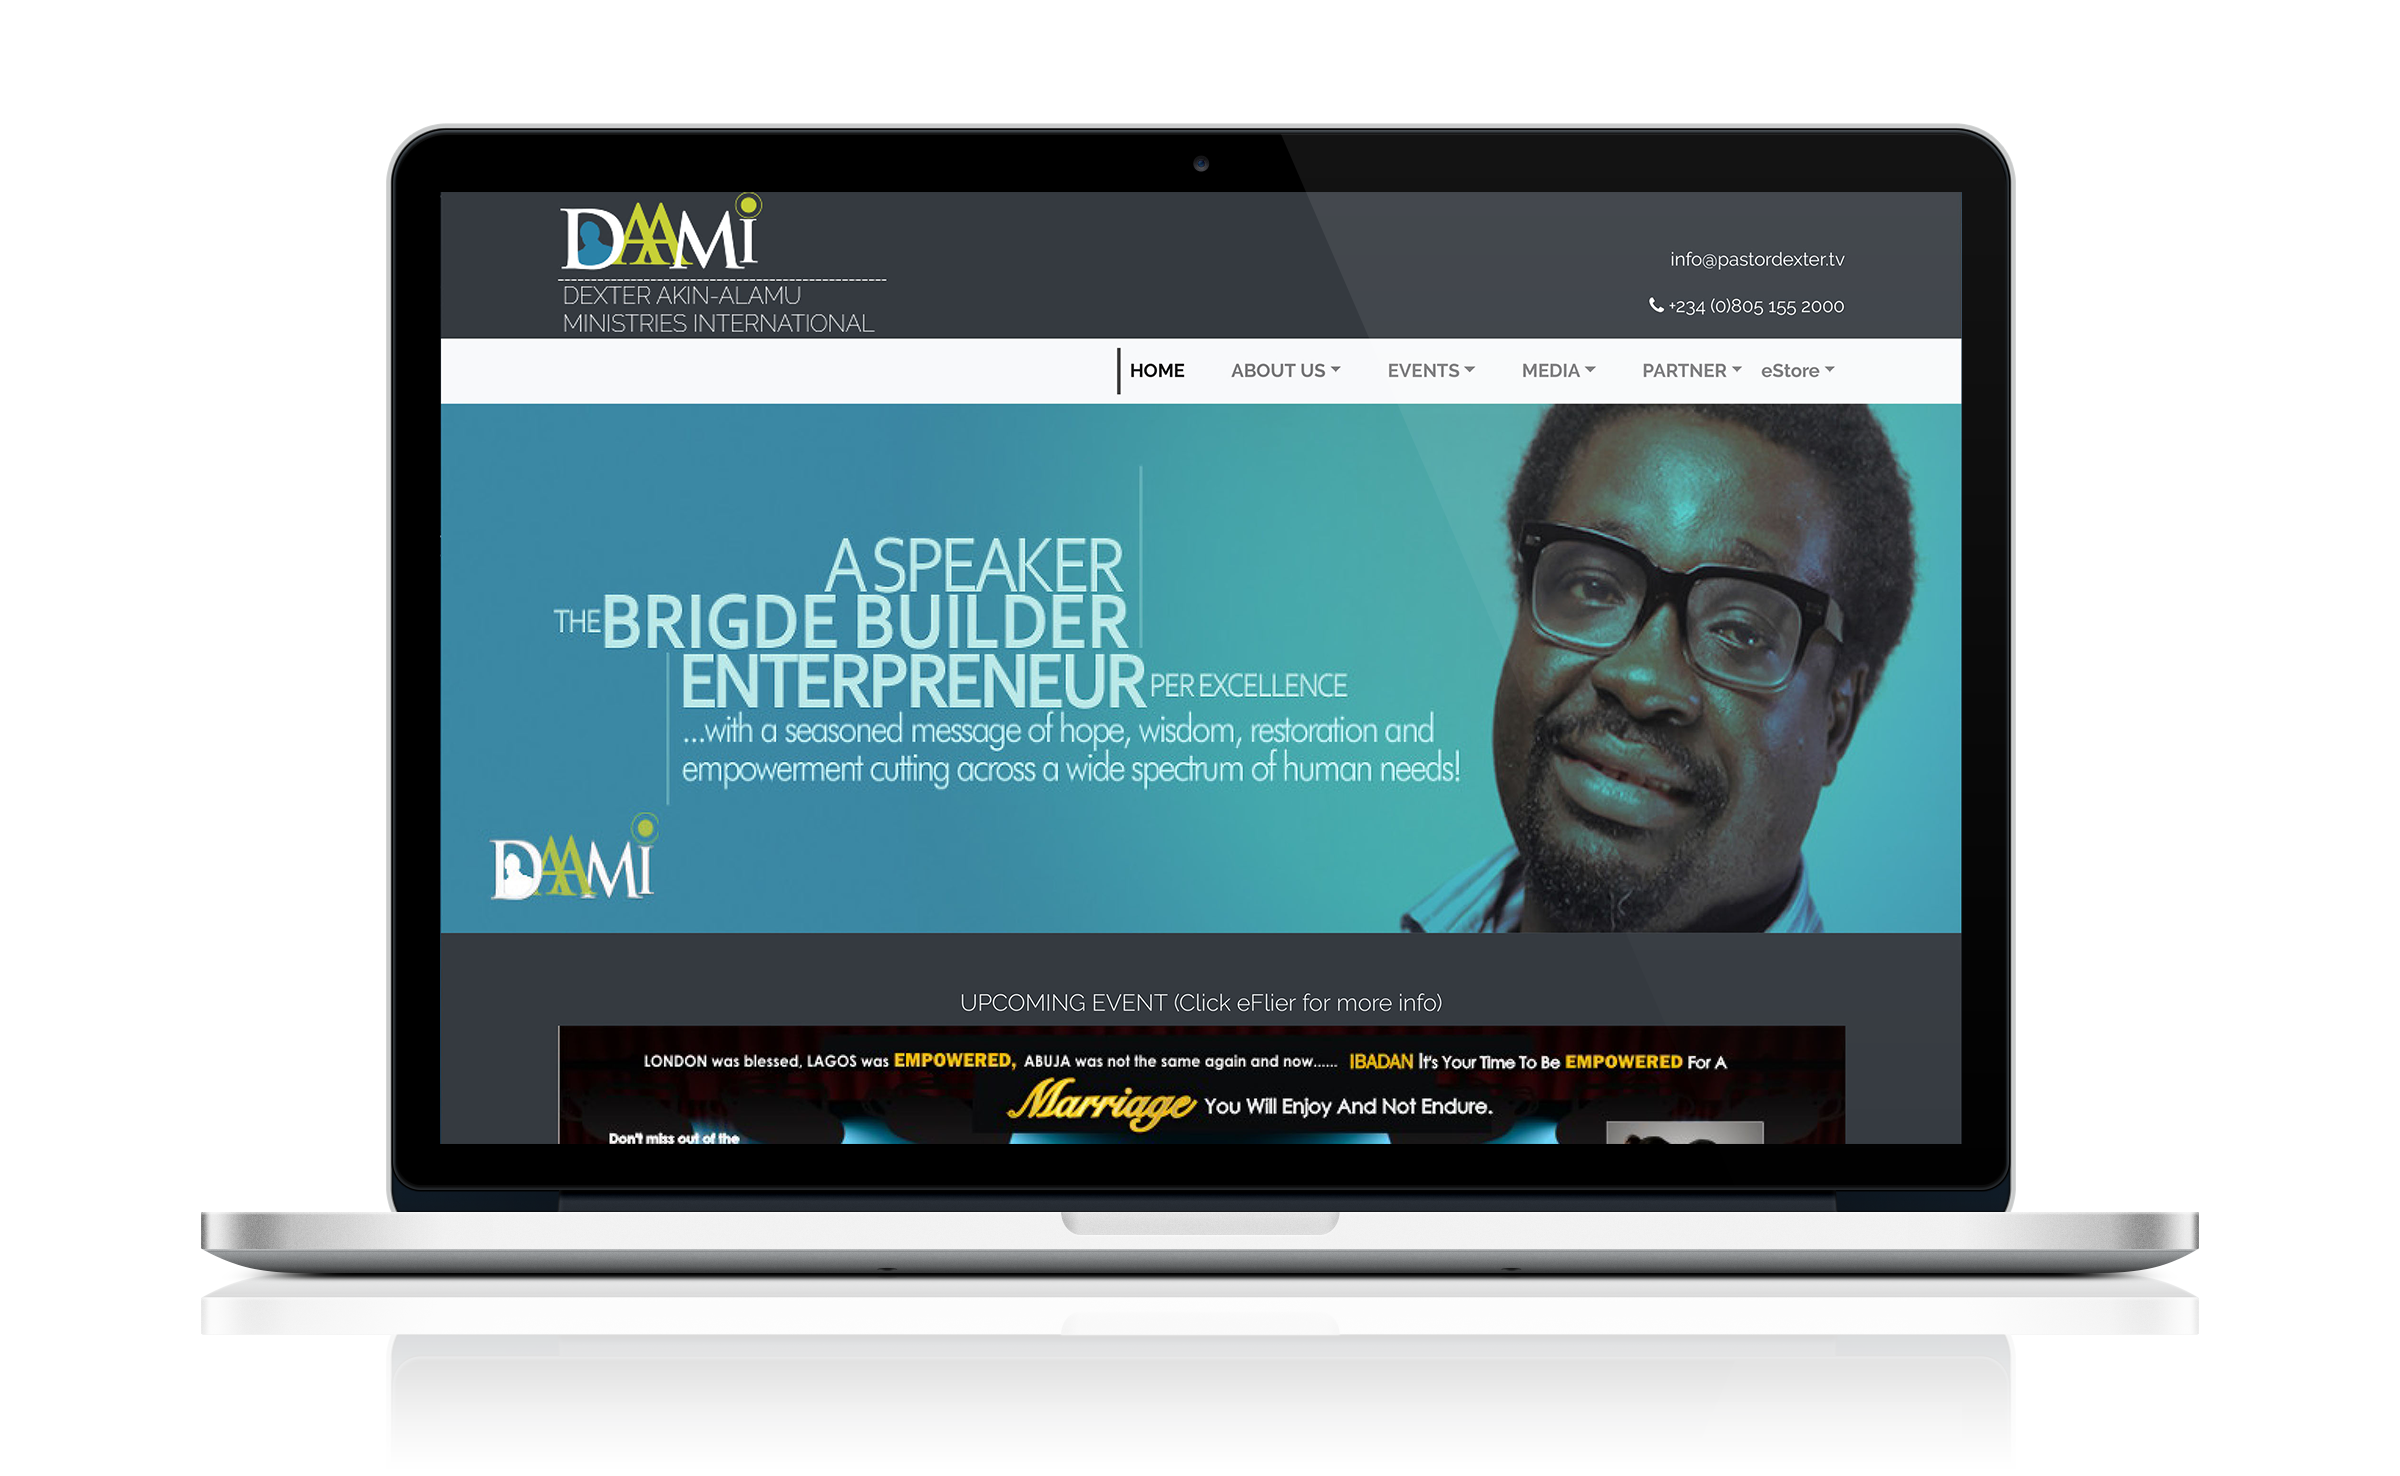 DAAMi
DEXTER AKIN-ALAMU
MINISTRIES INTERNATIONAL
info@pastordexter.tv
+234 (0)805 155 2000
HOME ABOUT US EVENTS MEDIA PARTNER eStore
A SPEAKER
THE BRIGDE BUILDER
ENTERPRENEUR PER EXCELLENCE
...with a seasoned message of hope, wisdom, restoration and
empowerment cutting across a wide spectrum of human needs!
DAAMi
UPCOMING EVENT (Click eFlier for more info)
LONDON was blessed, LAGOS was EMPOWERED, ABUJA was not the same again and now...... IBADAN It's Your Time To Be EMPOWERED For A
Marriage You Will Enjoy And Not Endure.
Don't miss out of the